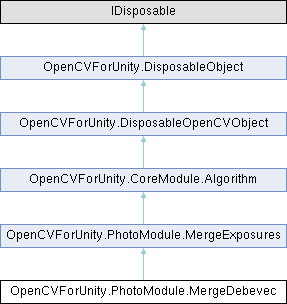 IDisposable
OpenCVForUnity.DisposableObject
OpenCVForUnity.DisposableOpenCVObject
OpenCVForUnity.CoreModule.Algorithm
OpenCVForUnity.PhotoModule.MergeExposures
OpenCVForUnity.PhotoModule.MergeDebevec